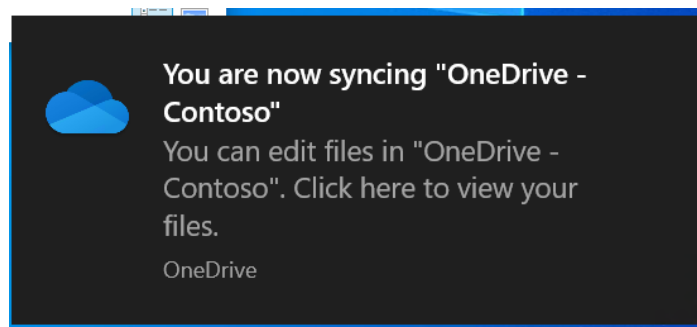 You are now syncing "OneDrive -
Contoso"
You can edit files in "OneDrive -
Contoso". Click here to view your
files.
OneDrive